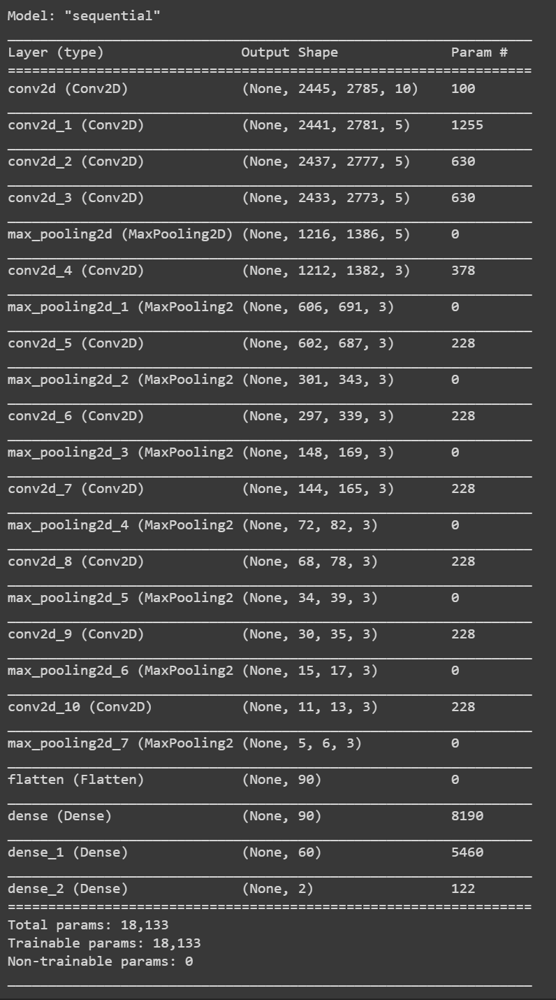 Model: "sequential"
_________________________________________________________________
Layer (type)                 Output Shape              Param #
=================================================================
conv2d (Conv2D)              (None, 2445, 2785, 10)    100
_________________________________________________________________
conv2d_1 (Conv2D)            (None, 2441, 2781, 5)     1255
_________________________________________________________________
conv2d_2 (Conv2D)            (None, 2437, 2777, 5)     630
_________________________________________________________________
conv2d_3 (Conv2D)            (None, 2433, 2773, 5)     630
_________________________________________________________________
max_pooling2d (MaxPooling2D) (None, 1216, 1386, 5)     0
_________________________________________________________________
conv2d_4 (Conv2D)            (None, 1212, 1382, 3)     378
_________________________________________________________________
max_pooling2d_1 (MaxPooling2 (None, 606, 691, 3)       0
_________________________________________________________________
conv2d_5 (Conv2D)            (None, 602, 687, 3)       228
_________________________________________________________________
max_pooling2d_2 (MaxPooling2 (None, 301, 343, 3)       0
_________________________________________________________________
conv2d_6 (Conv2D)            (None, 297, 339, 3)       228
_________________________________________________________________
max_pooling2d_3 (MaxPooling2 (None, 148, 169, 3)       0
_________________________________________________________________
conv2d_7 (Conv2D)            (None, 144, 165, 3)       228
_________________________________________________________________
max_pooling2d_4 (MaxPooling2 (None, 72, 82, 3)         0
_________________________________________________________________
conv2d_8 (Conv2D)            (None, 68, 78, 3)         228
_________________________________________________________________
max_pooling2d_5 (MaxPooling2 (None, 34, 39, 3)         0
_________________________________________________________________
conv2d_9 (Conv2D)            (None, 30, 35, 3)         228
_________________________________________________________________
max_pooling2d_6 (MaxPooling2 (None, 15, 17, 3)         0
_________________________________________________________________
conv2d_10 (Conv2D)           (None, 11, 13, 3)         228
_________________________________________________________________
max_pooling2d_7 (MaxPooling2 (None, 5, 6, 3)           0
_________________________________________________________________
flatten (Flatten)            (None, 90)                0
_________________________________________________________________
dense (Dense)                (None, 90)                8190
_________________________________________________________________
dense_1 (Dense)              (None, 60)                5460
_________________________________________________________________
dense_2 (Dense)              (None, 2)                 122
=================================================================
Total params: 18,133
Trainable params: 18,133
Non-trainable params: 0
_________________________________________________________________